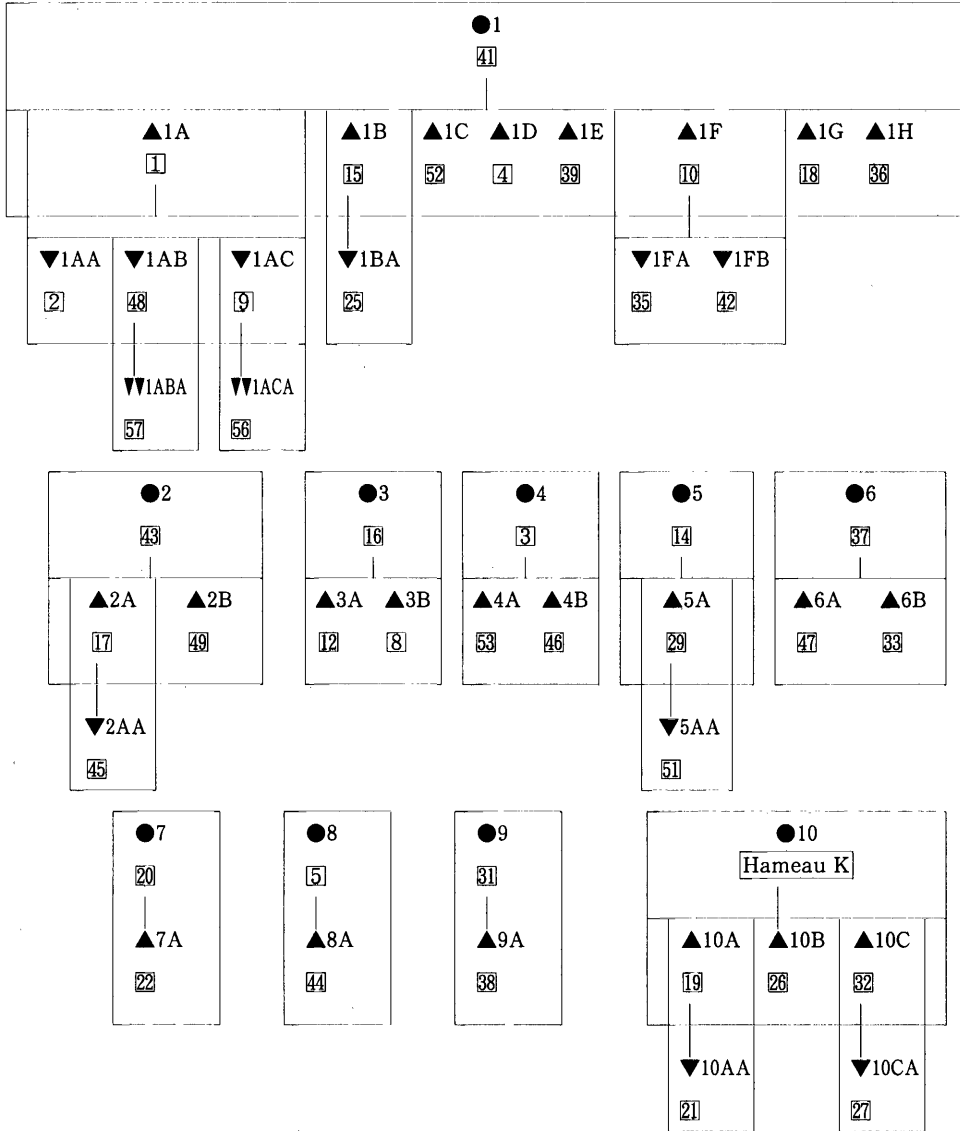 ●1
41
▲1A ▲1B ▲1C ▲1D ▲1E ▲1F ▲1G ▲1H
1 15 52 4 39 10 18 36
▼1AA ▼1AB ▼1AC ▼1BA ▼1FA ▼1FB
2 48 9 25 35 42
▼▼1ABA ▼▼1ACA
57 56
●2 ●3 ●4 ●5 ●6
43 16 3 14 37
▲2A ▲2B ▲3A ▲3B ▲4A ▲4B ▲5A ▲6A ▲6B
17 49 12 8 53 46 29 47 33
▼2AA ▼5AA
45 51
●7 ●8 ●9 ●10
20 5 31 Hameau K
▲7A ▲8A ▲9A ▲10A ▲10B ▲10C
22 44 38 19 26 32
▼10AA ▼10CA
21 27